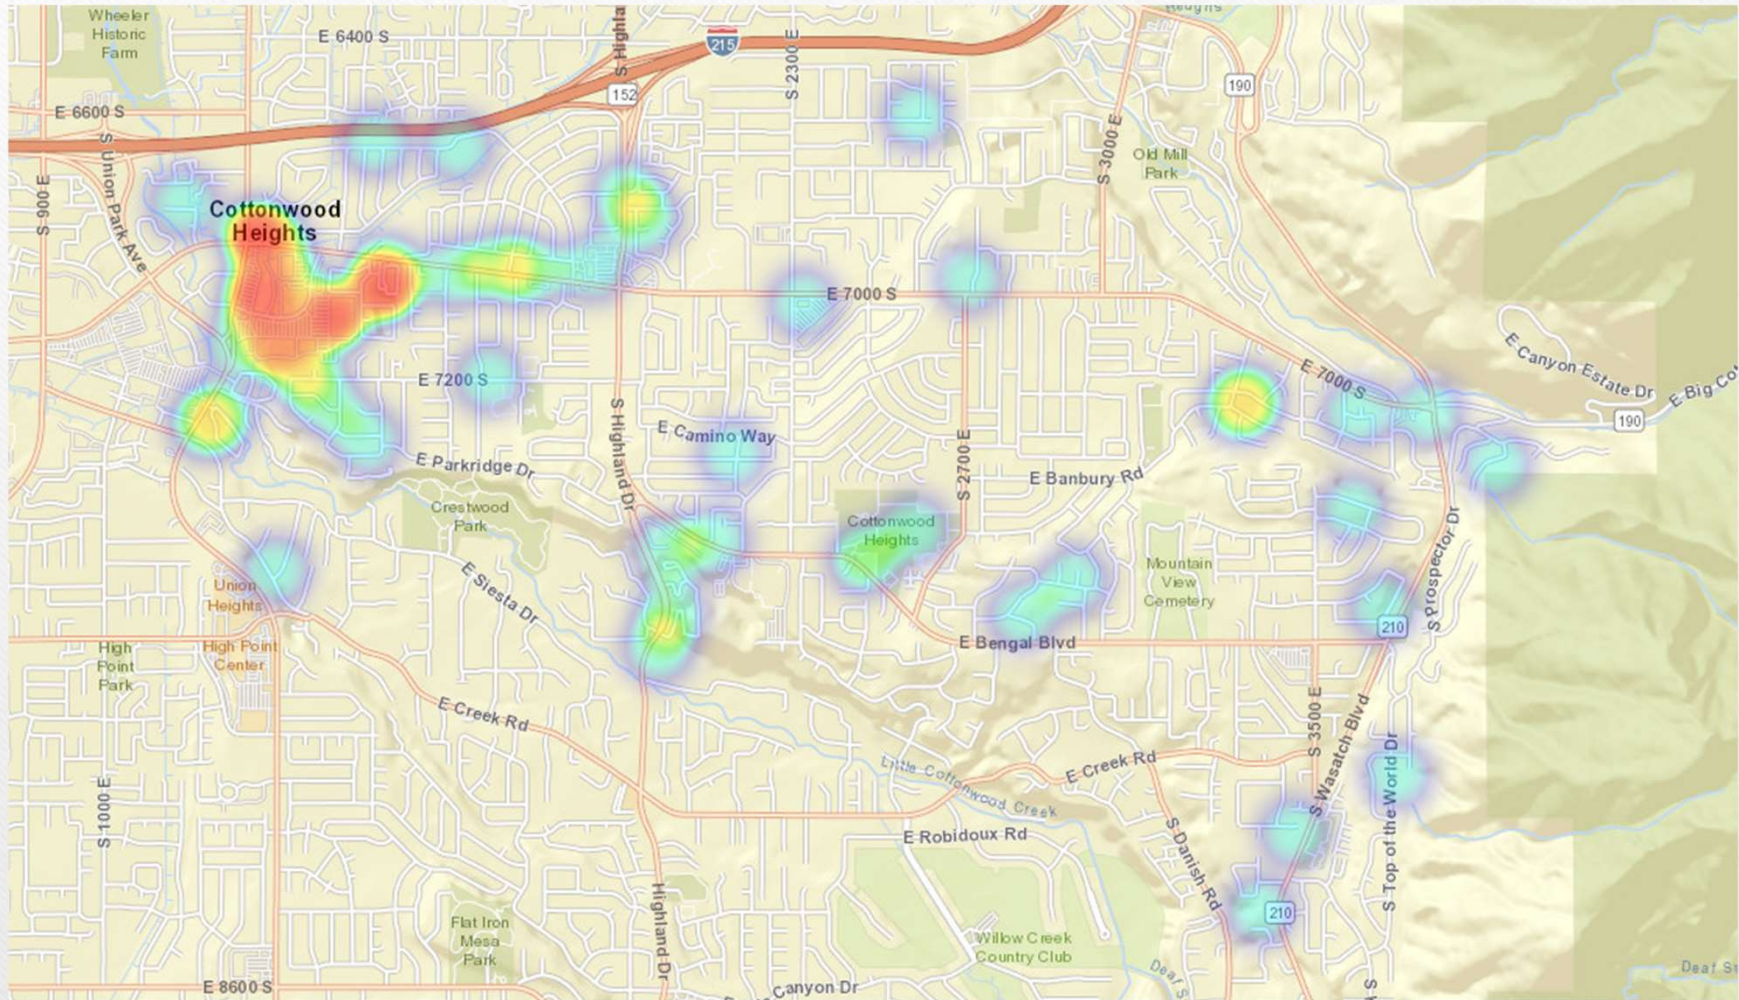 Wheeler
Historic
Farm
E 6400 S
S Highla
215
S 2300 E
152
190
E 6600 S
S Union Park Ave
S 900 E
S 3000 E
Old Mill
Park
Cottonwood
Heights
E 7000 S
E 7200 S
E 7000 S
E Canyon Estate Dr
E Big Co
190
S Highland Dr
E Camino Way
E Parkridge Dr
S 2700 E
E Banbury Rd
Crestwood
Park
Cottonwood
Heights
S Prospector Dr
Union
Heights
E Siesta Dr
Mountain
View
Cemetery
210
E Bengal Blvd
High
Point
Park
High Point
Center
E Creek Rd
S 3500 E
S Wasatch Blvd
S Top of the World Dr
E Creek Rd
Little Cottonwood Creek
S 1000 E
E Robidoux Rd
S Danish Rd
Highland Dr
210
Flat Iron
Mesa
Park
Willow Creek
Country Club
Deaf S
Deaf S
E 8600 S
Canyon Dr